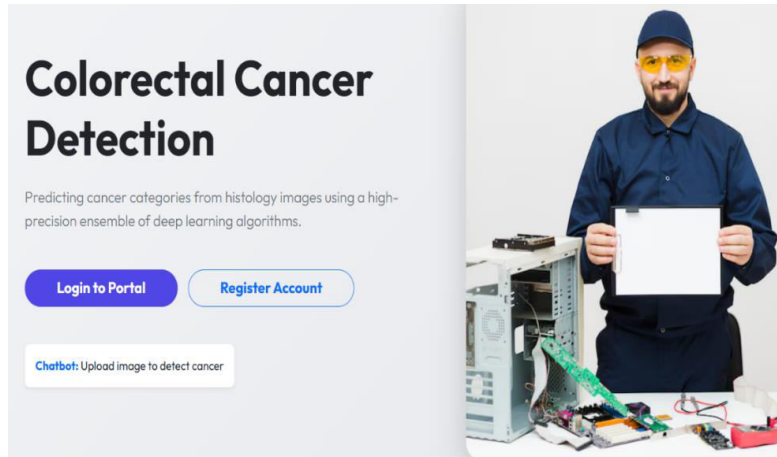 Colorectal Cancer
Detection
Predicting cancer categories from histology images using a high-
precision ensemble of deep learning algorithms.
Login to Portal
Register Account
Chatbot: Upload image to detect cancer